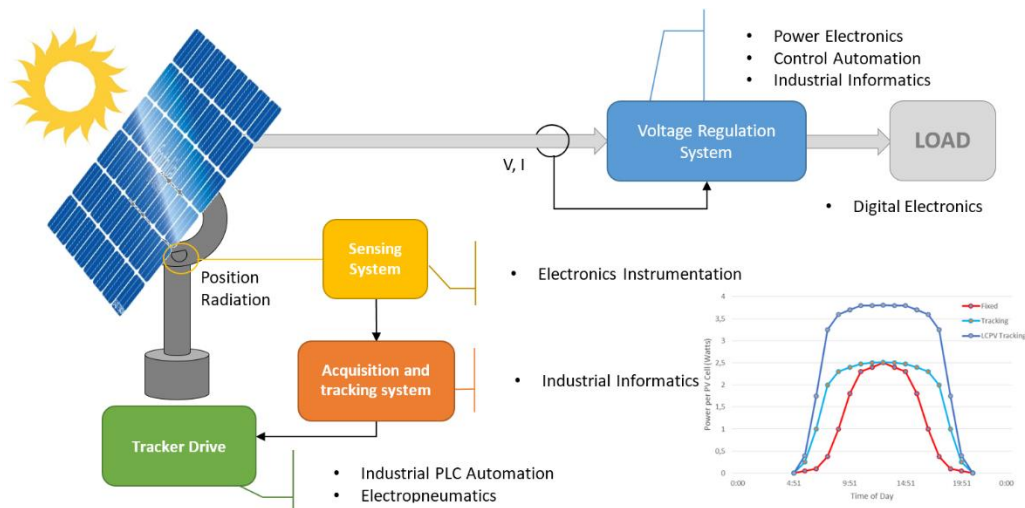 • Power Electronics
• Control Automation
• Industrial Informatics
Voltage Regulation
System
LOAD
V, I
• Digital Electronics
Sensing
System
Position
Radiation
• Electronics Instrumentation
Acquisition and
tracking system
• Industrial Informatics
Tracker Drive
• Industrial PLC Automation
• Electropneumatics
Fixed
Tracking
LCPV Tracking
Power per PV Cell (Watts)
4
3,5
3
2,5
2
1,5
1
0,5
0
0:00
4:51
9:51
14:51
19:51
0:00
Time of Day